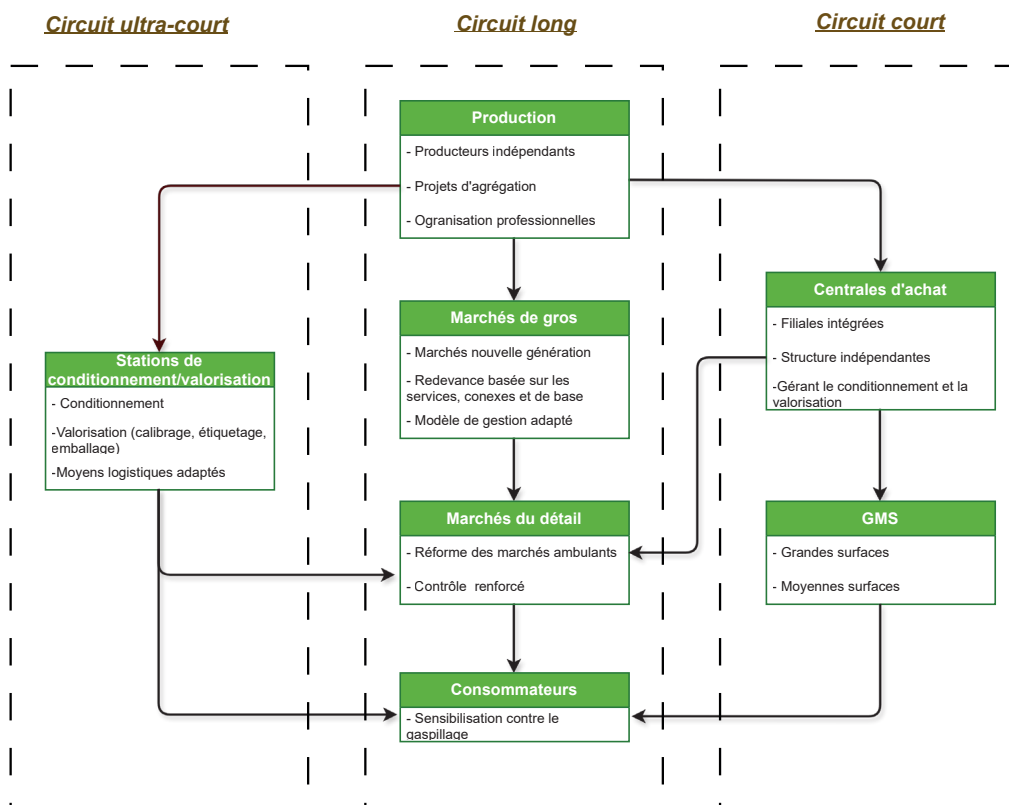 Circuit ultra-court
Circuit long
Circuit court
Production
- Producteurs indépendants
- Projets d'agrégation
- Ogranisation professionnelles
Centrales d'achat
- Filiales intégrées
- Structure indépendantes
-Gérant le conditionnement et la
valorisation
Marchés de gros
- Marchés nouvelle génération
- Redevance basée sur les
services, conexes et de base
- Modèle de gestion adapté
Stations de
conditionnement/valorisation
- Conditionnement
-Valorisation (calibrage, étiquetage,
emballage)
-Moyens logistiques adaptés
Marchés du détail
- Réforme des marchés ambulants
- Contrôle renforcé
GMS
- Grandes surfaces
- Moyennes surfaces
Consommateurs
- Sensibilisation contre le
gaspillage